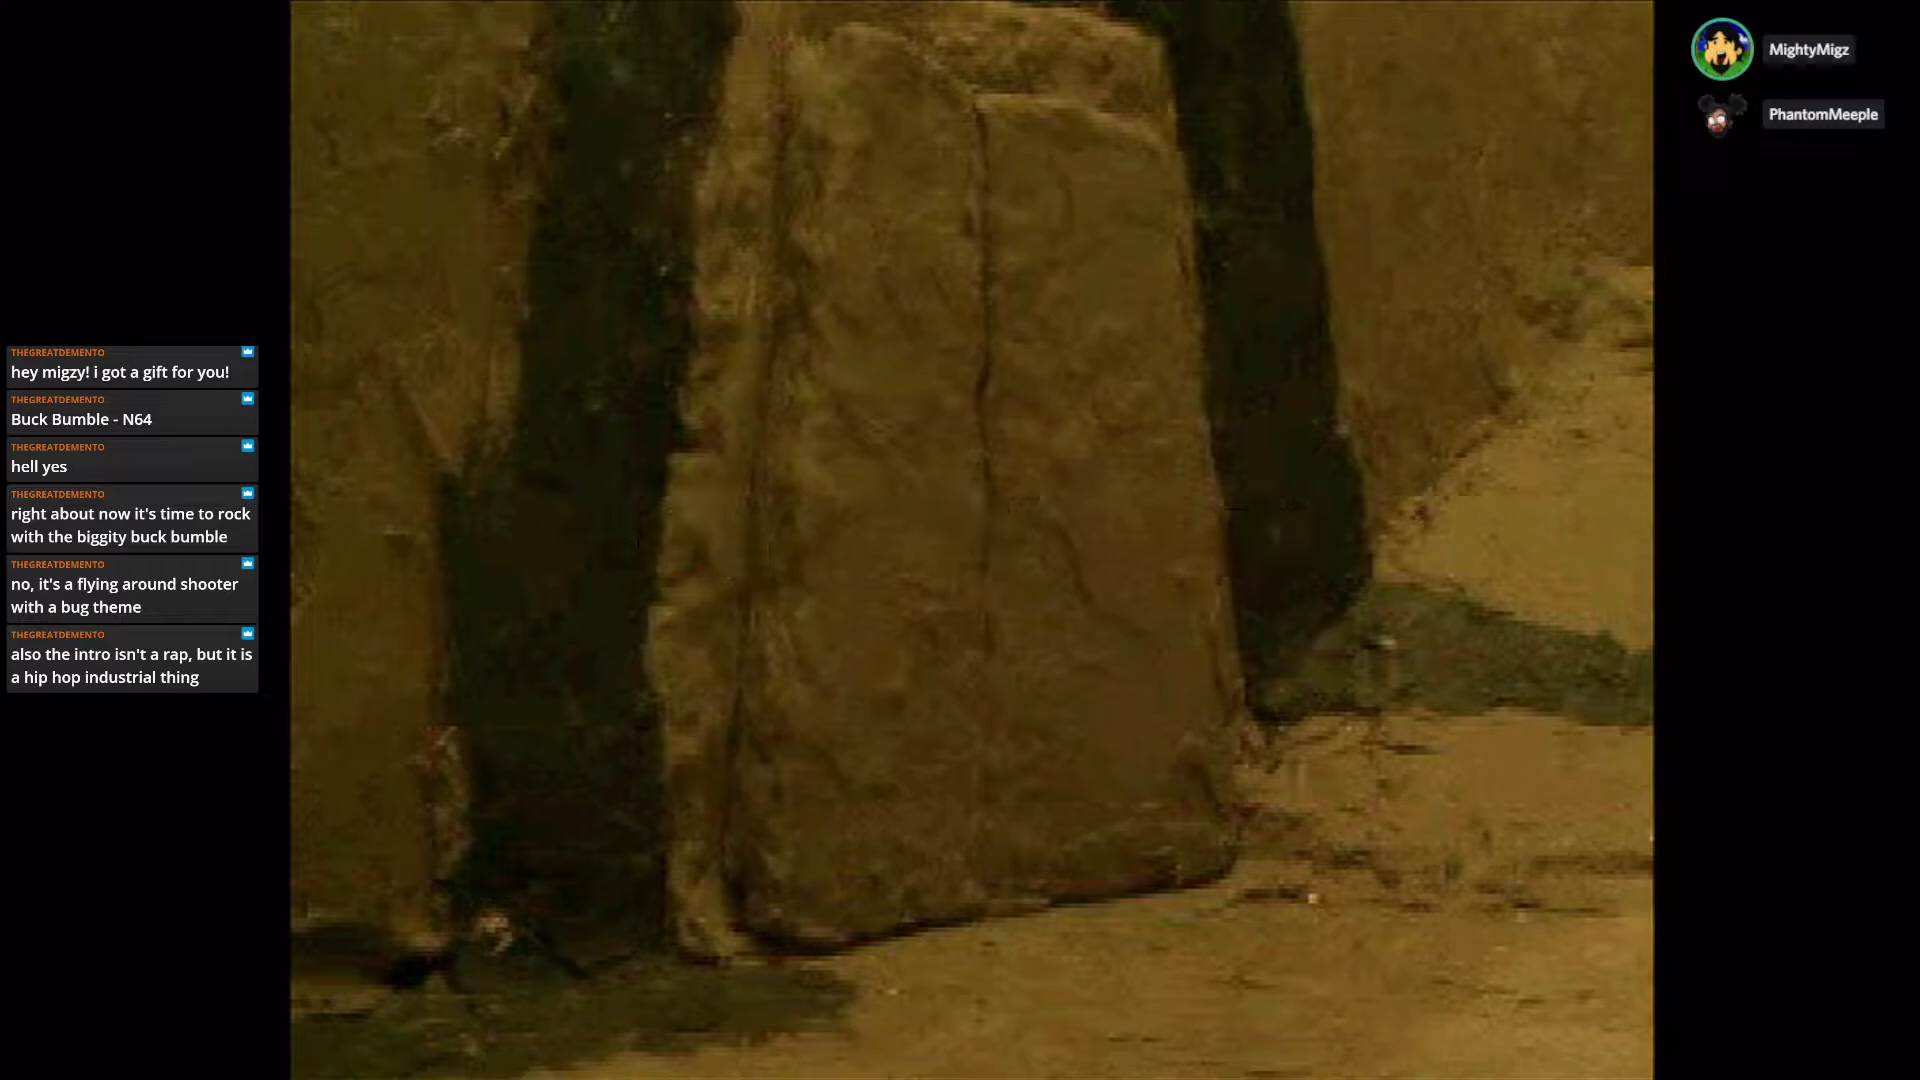 MightyMigz
PhantomMeeple
THEGREATDEMENTO
hey migzy! i got a gift for you!
THEGREATDEMENTO
Buck Bumble - N64
THEGREATDEMENTO
hell yes
THEGREATDEMENTO
right about now it's time to rock
with the biggity buck bumble
THEGREATDEMENTO
no, it's a flying around shooter
with a bug theme
THEGREATDEMENTO
also the intro isn't a rap, but it is
a hip hop industrial thing